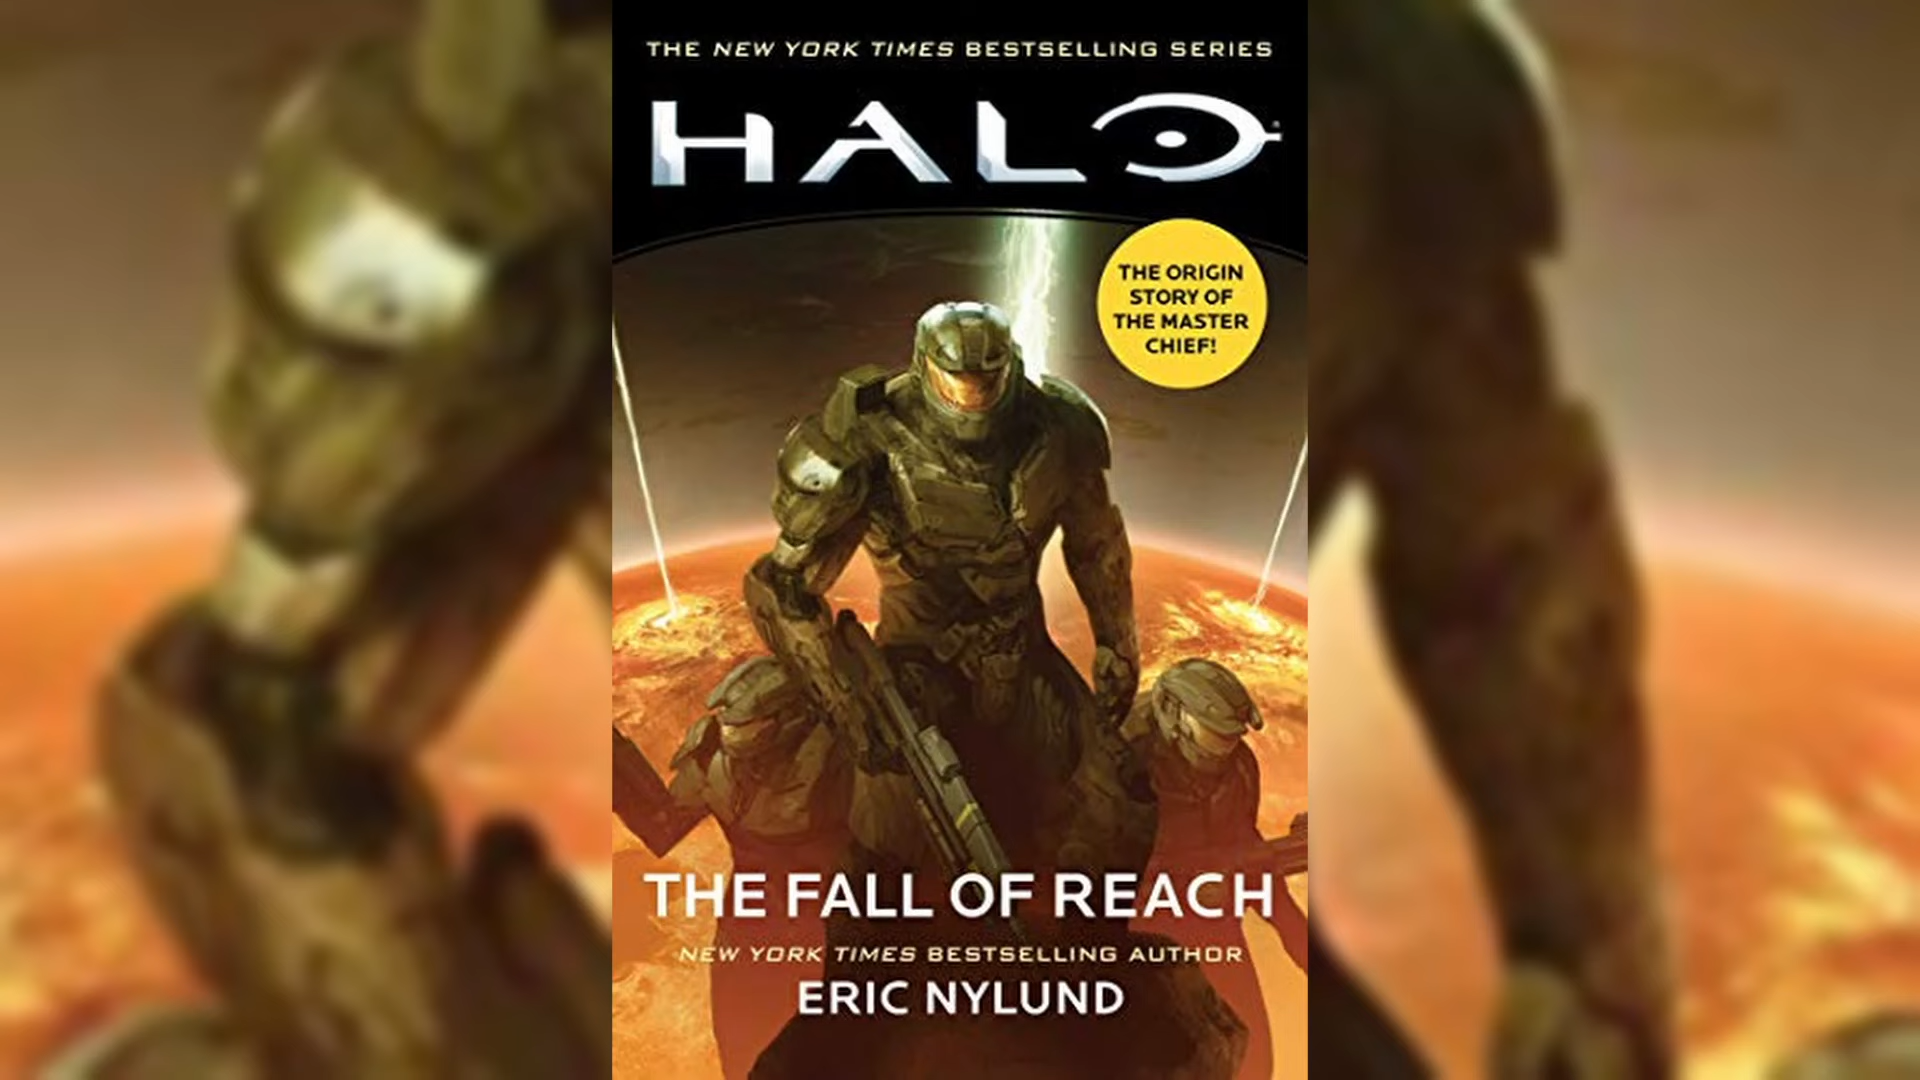 THE NEW YORK TIMES BESTSELLING SERIES
HALO
THE ORIGIN
STORY OF
THE MASTER
CHIEF!
THE FALL OF REACH
NEW YORK TIMES BESTSELLING AUTHOR
ERIC NYLUND